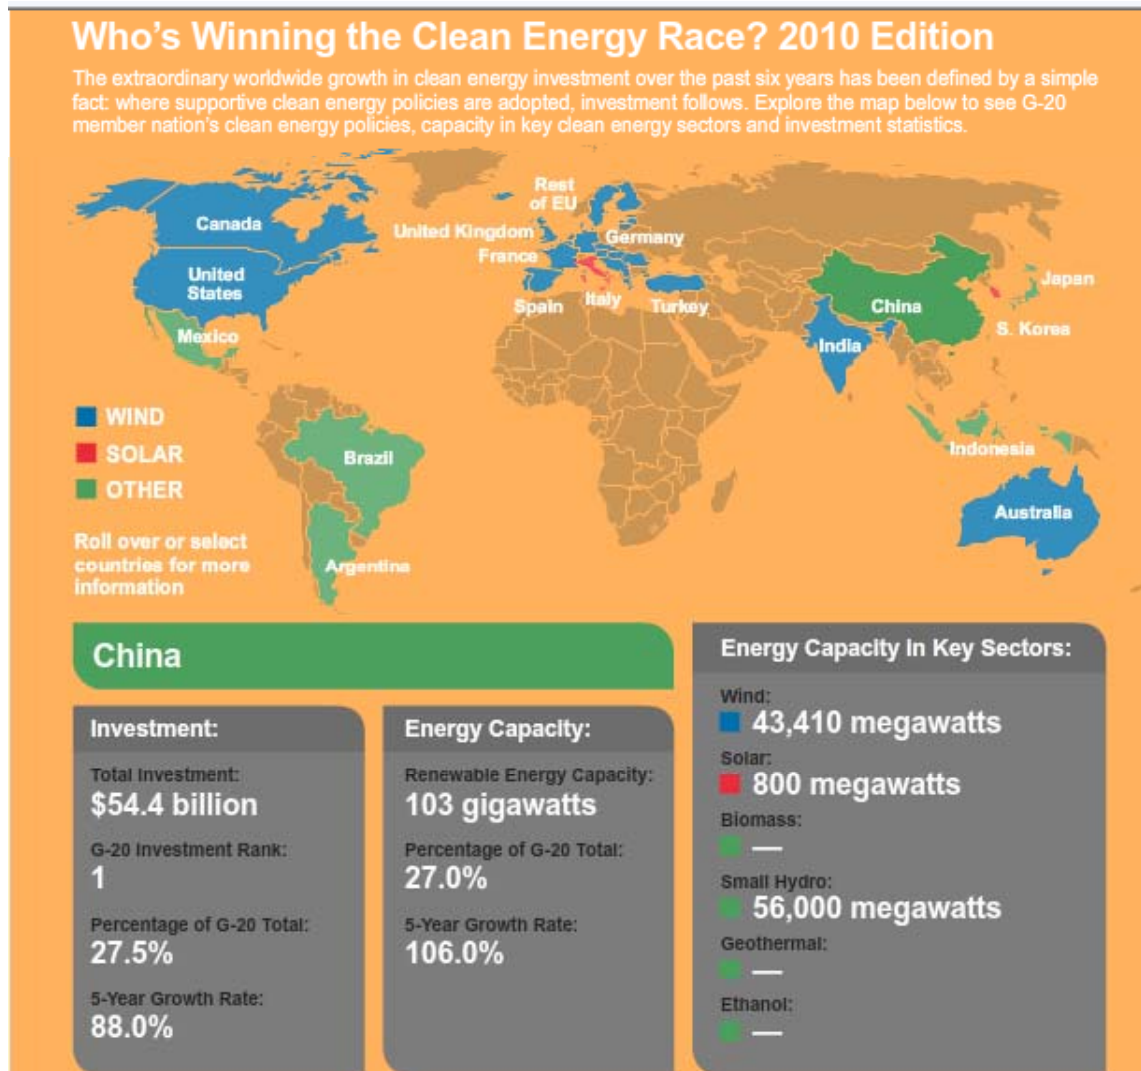 Who's Winning the Clean Energy Race? 2010 Edition
The extraordinary worldwide growth in clean energy investment over the past six years has been defined by a simple
fact: where supportive clean energy policies are adopted, investment follows. Explore the map below to see G-20
member nation's clean energy policies, capacity in key clean energy sectors and investment statistics.
Rest
of EU
Canada
United Kingdom
Germany
France
United
States
Spain
Italy
Turkey
China
Japan
S. Korea
Mexico
India
WIND
SOLAR
OTHER
Brazil
Indonesia
Australia
Roll over or select
countries for more
information
Argentina
China
Investment:
Total Investment:
$54.4 billion
G-20 Investment Rank:
1
Percentage of G-20 Total:
27.5%
5-Year Growth Rate:
88.0%
Energy Capacity:
Renewable Energy Capacity:
103 gigawatts
Percentage of G-20 Total:
27.0%
5-Year Growth Rate:
106.0%
Energy Capacity in Key Sectors:
Wind:
43,410 megawatts
Solar:
800 megawatts
Biomass:
—
Small Hydro:
56,000 megawatts
Geothermal:
—
Ethanol:
—